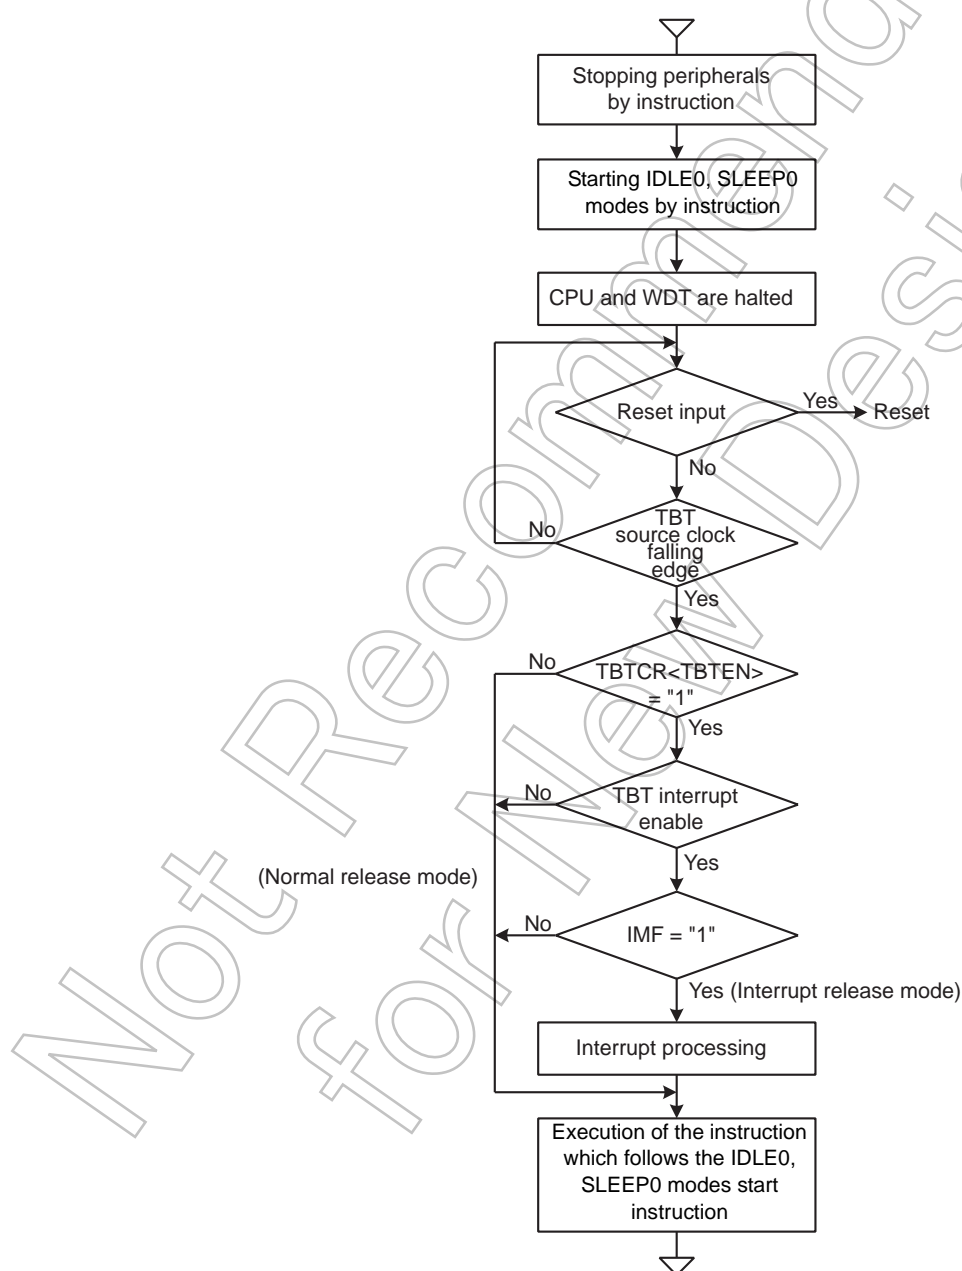 Stopping peripherals
by instruction
Starting IDLE0, SLEEP0
modes by instruction
CPU and WDT are halted
Reset input
Yes
Reset
No
TBT
source clock
falling
edge
No
Yes
TBTCR<TBTEN>
= "1"
No
Yes
TBT interrupt
enable
No
Yes
(Normal release mode)
IMF = "1"
No
Yes (Interrupt release mode)
Interrupt processing
Execution of the instruction
which follows the IDLE0,
SLEEP0 modes start
instruction
Not Recommend
for New Desi